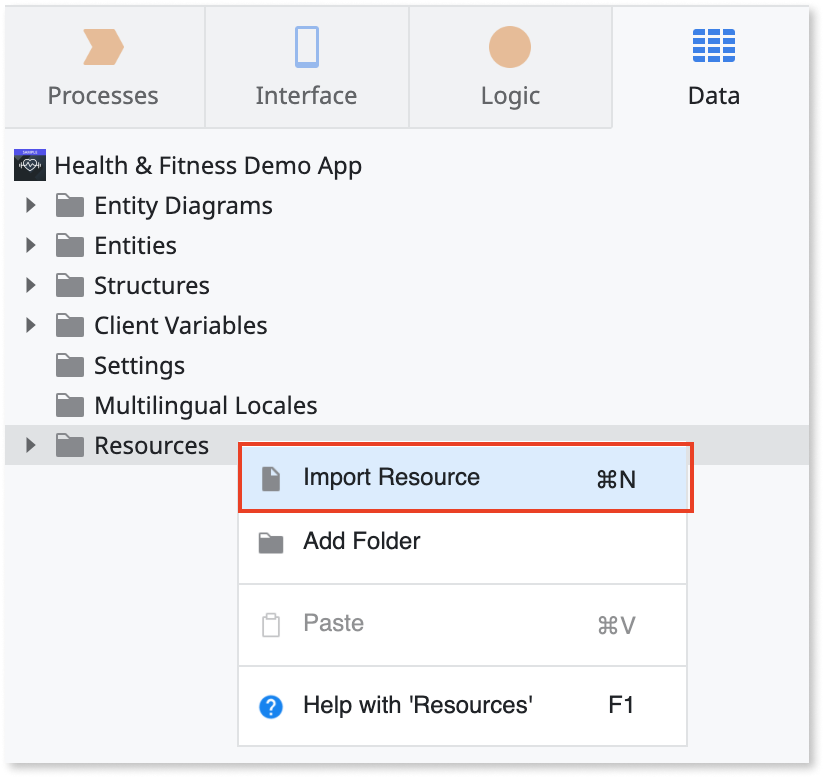 Processes Interface Logic Data
Health & Fitness Demo App
Entity Diagrams
Entities
Structures
Client Variables
Settings
Multilingual Locales
Resources
Import Resource ⌘N
Add Folder
Paste ⌘V
Help with 'Resources' F1